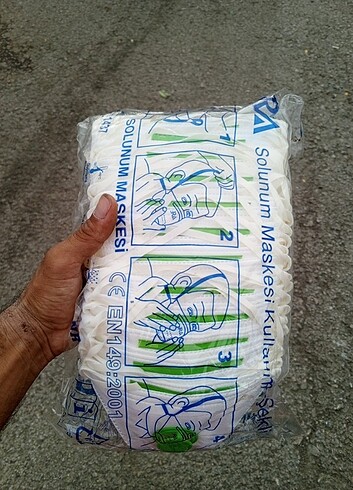 Solunum Maskesi Kullanım Şekli
1
2
3
4
SOLUNUM MASKESİ
CE EN149:2001